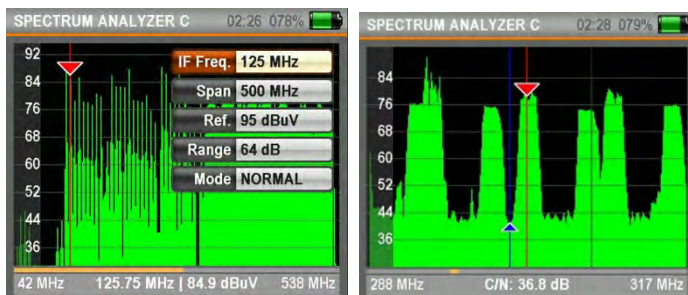 SPECTRUM ANALYZER C 02:26 078%
92
84
76
68
60
52
44
36
IF Freq. 125 MHz
Span 500 MHz
Ref. 95 dBuV
Range 64 dB
Mode NORMAL
42 MHz 125.75 MHz | 84.9 dBuV 538 MHz
SPECTRUM ANALYZER C 02:28 079%
84
76
68
60
52
44
36
288 MHz C/N: 36.8 dB 317 MHz